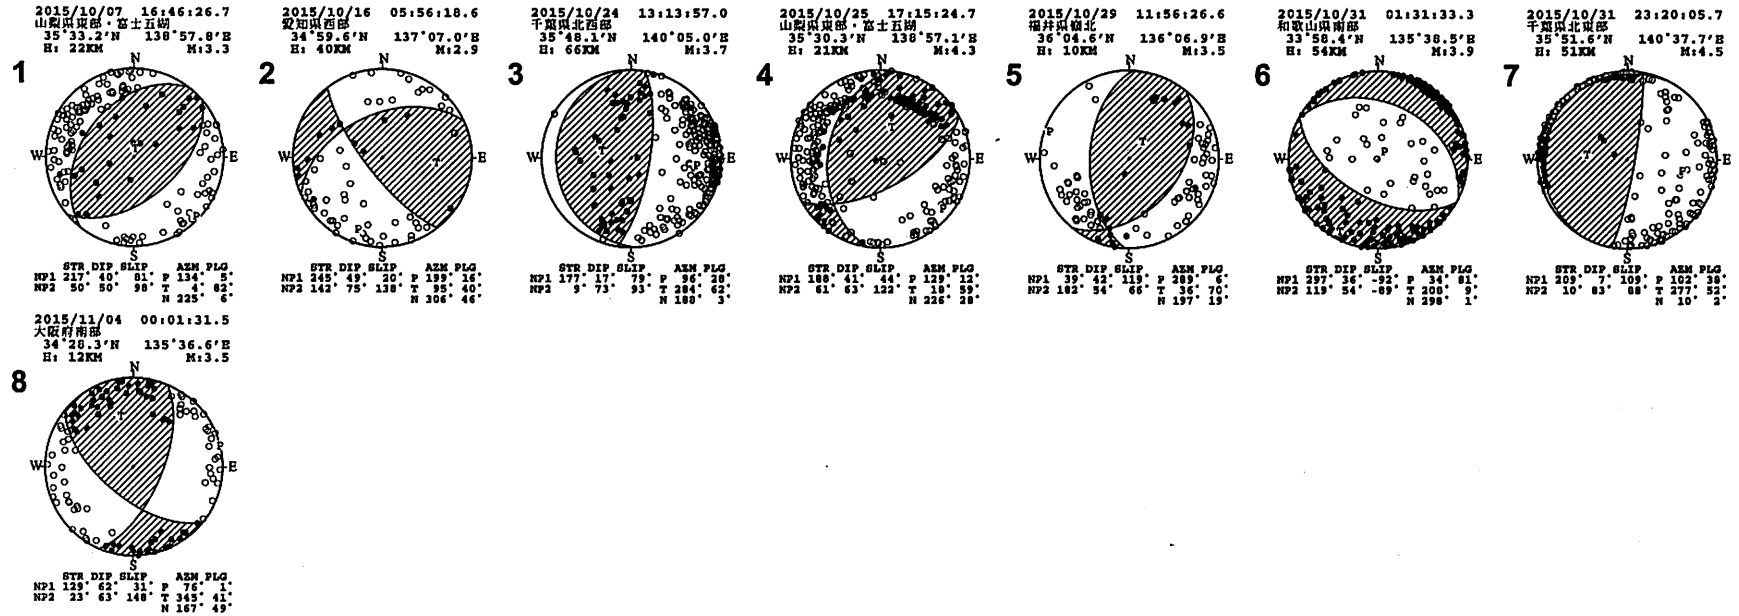 1
2015/10/07 16:46:26.7
山梨県東部・富士五湖
35°33.2'N 138°57.8'E
H: 22KM M:3.3
N
W
E
S
T
P
STR DIP SLIP AZM PLG
NP1 217° 40° 81° P 134° 5°
NP2 50° 50° 98° T 4° 82°
N 225° 6°
2
2015/10/16 05:56:18.6
愛知県西部
34°59.6'N 137°07.0'E
H: 40KM M:2.9
N
W
E
S
T
P
STR DIP SLIP AZM PLG
NP1 245° 49° 20° P 199° 16°
NP2 142° 75° 138° T 95° 40°
N 306° 46°
3
2015/10/24 13:13:57.0
千葉県北西部
35°48.1'N 140°05.0'E
H: 66KM M:3.7
N
W
E
S
T
P
STR DIP SLIP AZM PLG
NP1 177° 17° 79° P 96° 28°
NP2 9° 73° 93° T 284° 62°
N 188° 3°
4
2015/10/25 17:15:24.7
山梨県東部・富士五湖
35°30.3'N 138°57.1'E
H: 21KM M:4.3
N
W
E
S
T
STR DIP SLIP AZM PLG
NP1 188° 41° 44° P 129° 12°
NP2 61° 63° 122° T 18° 59°
N 226° 28°
5
2015/10/29 11:56:26.6
福井県嶺北
36°04.6'N 136°06.9'E
H: 10KM M:3.5
N
P
W
E
S
T
STR DIP SLIP AZM PLG
NP1 39° 42° 119° P 289° 6°
NP2 182° 54° 66° T 36° 70°
N 197° 19°
6
2015/10/31 01:31:33.3
和歌山県南部
33°58.4'N 135°38.5'E
H: 54KM M:3.9
N
W
E
S
P
T
STR DIP SLIP AZM PLG
NP1 297° 36° -92° P 34° 81°
NP2 119° 54° -89° T 208° 9°
N 298° 1°
7
2015/10/31 23:20:05.7
千葉県北東部
35°51.6'N 140°37.7'E
H: 51KM M:4.5
N
W
E
S
T
P
STR DIP SLIP AZM PLG
NP1 209° 7° 109° P 102° 38°
NP2 10° 83° 88° T 277° 52°
N 10° 2°
8
2015/11/04 00:01:31.5
大阪府南部
34°28.3'N 135°36.6'E
H: 12KM M:3.5
N
T
P
W
E
S
STR DIP SLIP AZM PLG
NP1 129° 62° 31° P 76° 1°
NP2 23° 63° 148° T 345° 41°
N 167° 49°